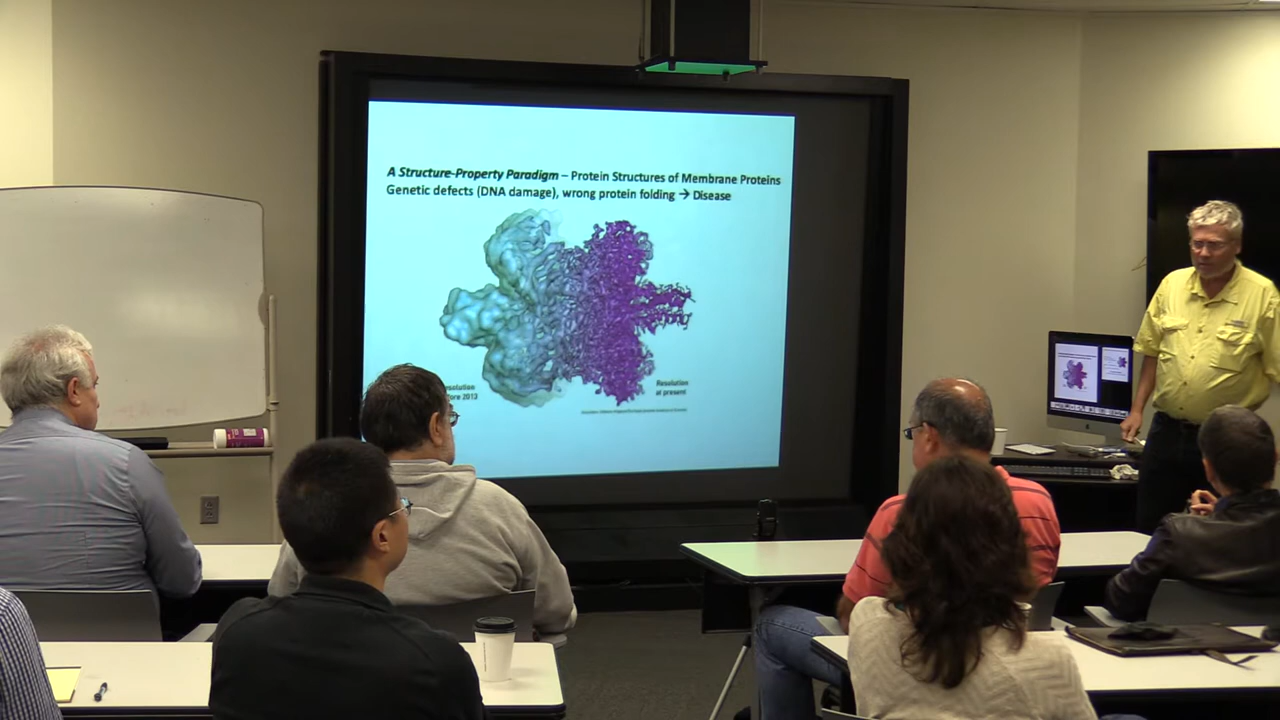 A Structure-Property Paradigm – Protein Structures of Membrane Proteins
Genetic defects (DNA damage), wrong protein folding → Disease
Resolution
at present